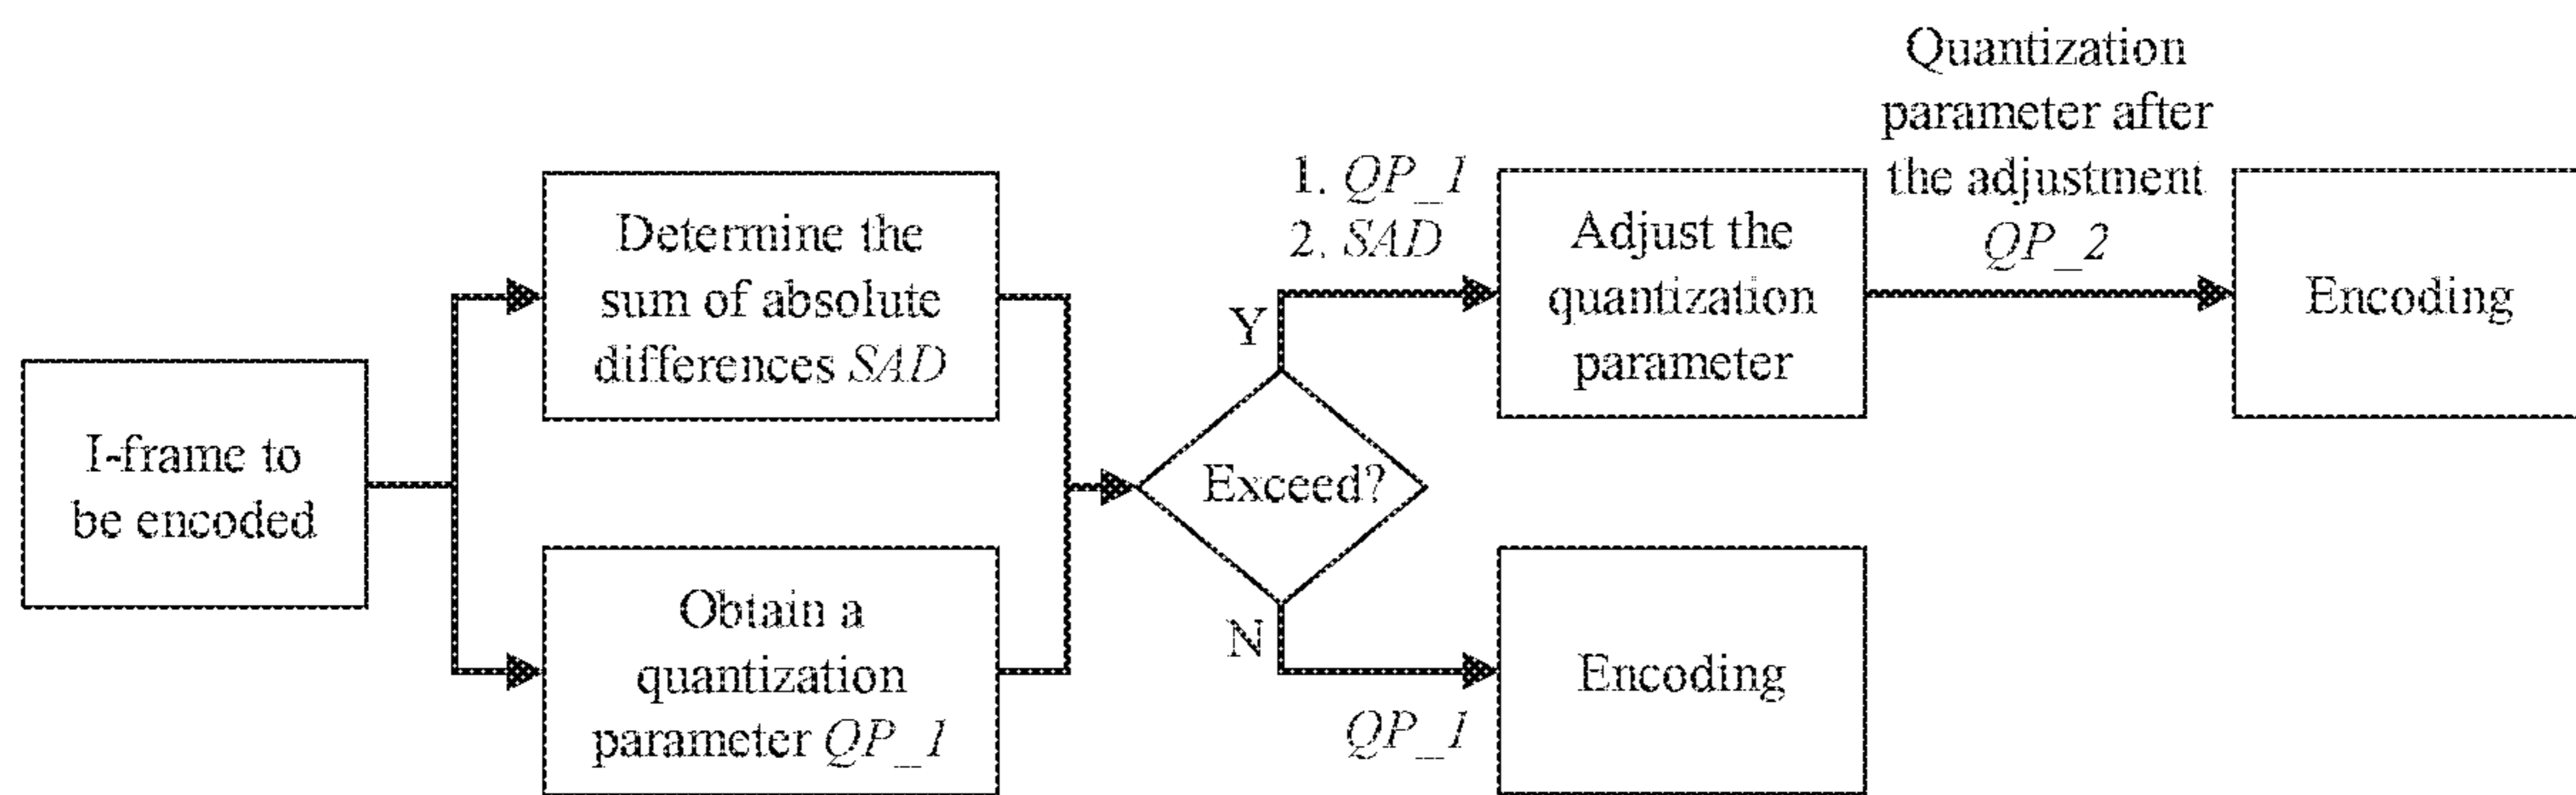 I-frame to
be encoded
Determine the
sum of absolute
differences SAD
Obtain a
quantization
parameter QP_1
Exceed?
Y
1. QP_1
2. SAD
Adjust the
quantization
parameter
Quantization
parameter after
the adjustment
QP_2
Encoding
N
QP_1
Encoding